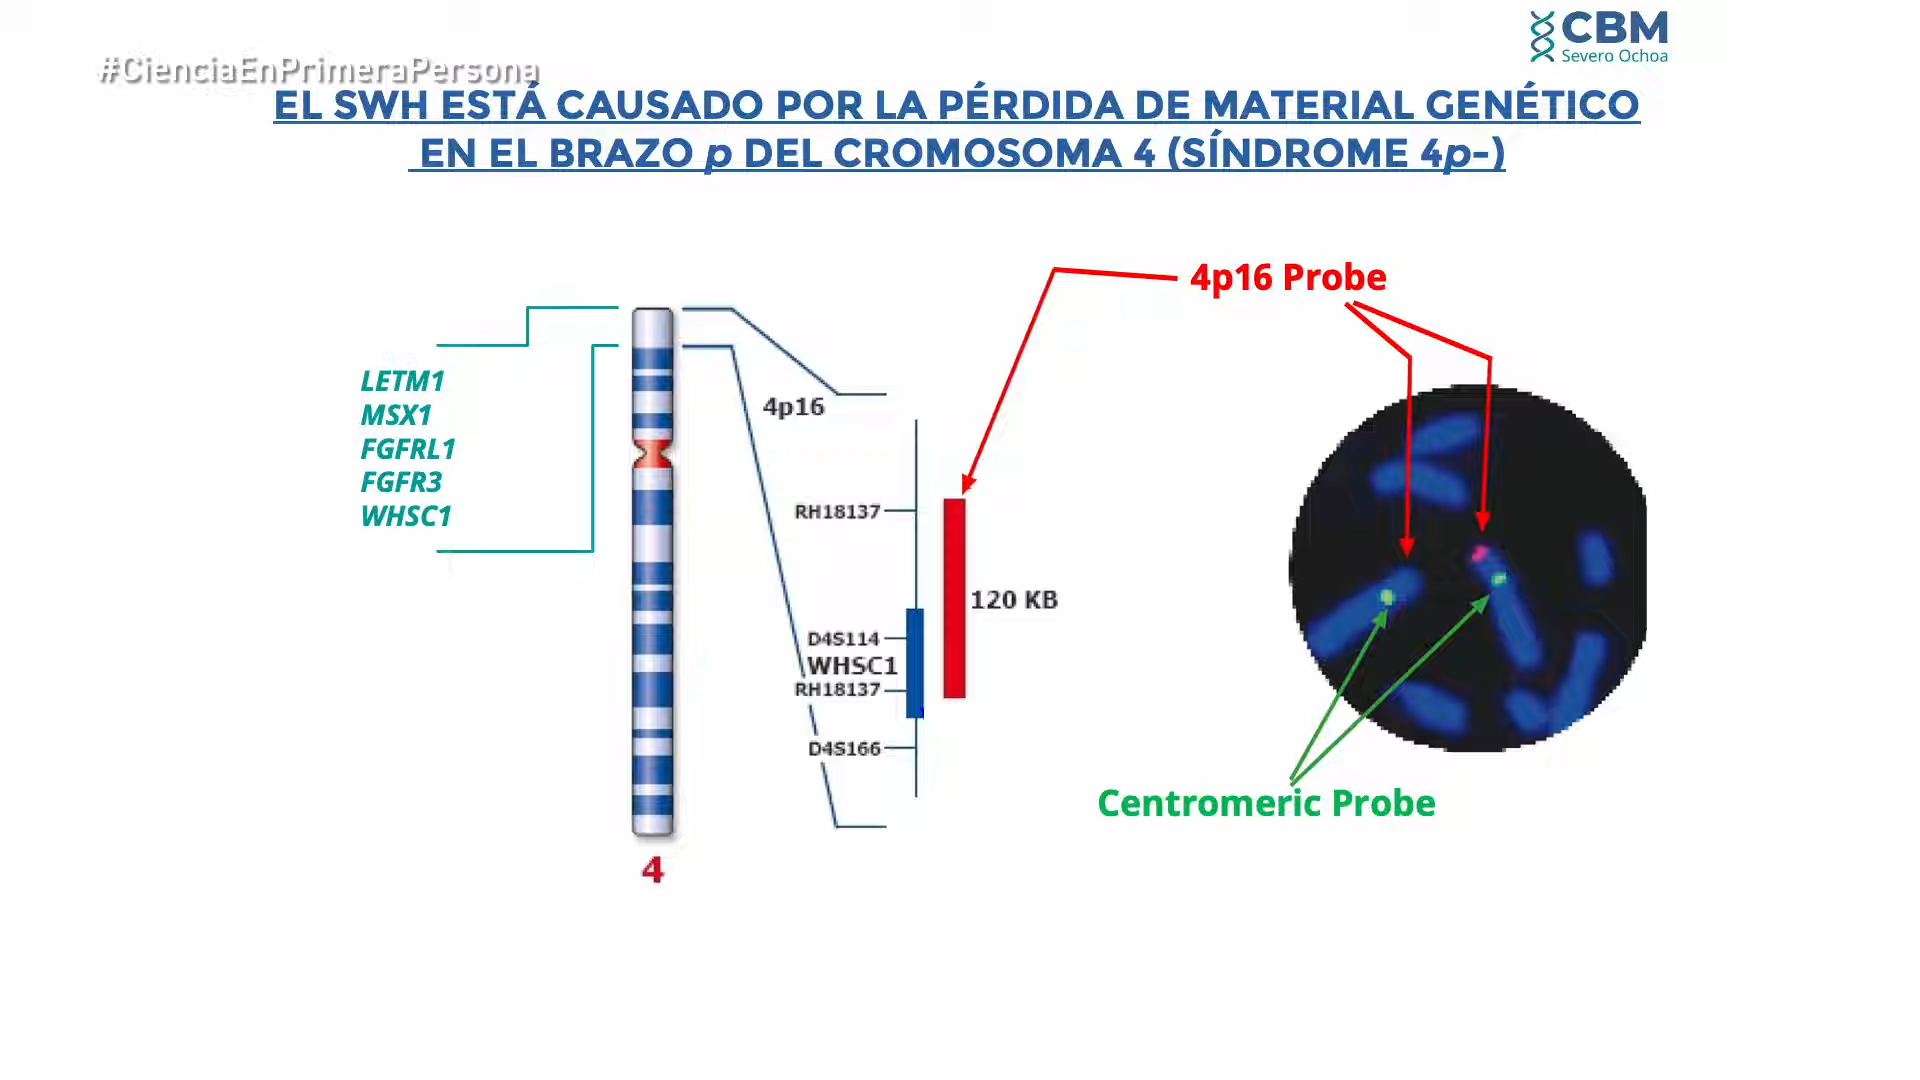 CBM
Severo Ochoa
#CienciaEnPrimeraPersona
EL SWH ESTÁ CAUSADO POR LA PÉRDIDA DE MATERIAL GENÉTICO
EN EL BRAZO p DEL CROMOSOMA 4 (SÍNDROME 4p-)
4p16 Probe
LETM1
MSX1
FGFRL1
FGFR3
WHSC1
4p16
RH18137
120 KB
D4S114
WHSC1
RH18137
D4S166
Centromeric Probe
4